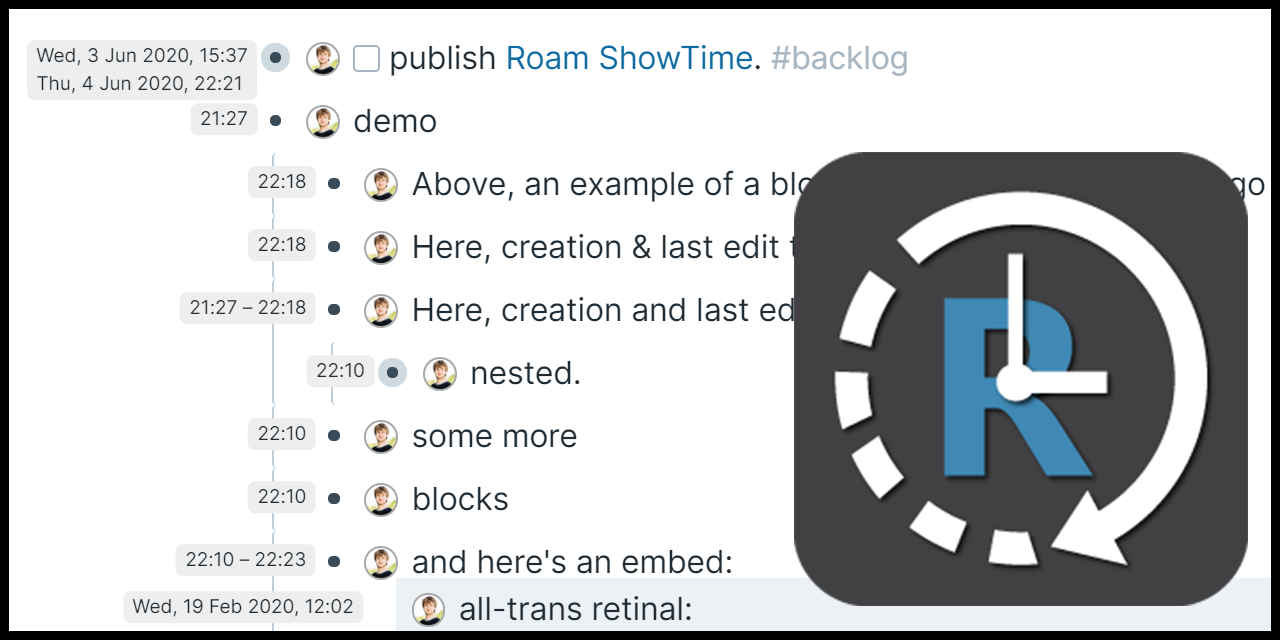 Wed, 3 Jun 2020, 15:37
Thu, 4 Jun 2020, 22:21
publish Roam ShowTime. #backlog
21:27 demo
22:18 Above, an example of a go
22:18 Here, creation & last edit
21:27 – 22:18 Here, creation and last
22:10 nested.
22:10 some more
22:10 blocks
22:10 – 22:23 and here's an embed:
Wed, 19 Feb 2020, 12:02 all-trans retinal:
R